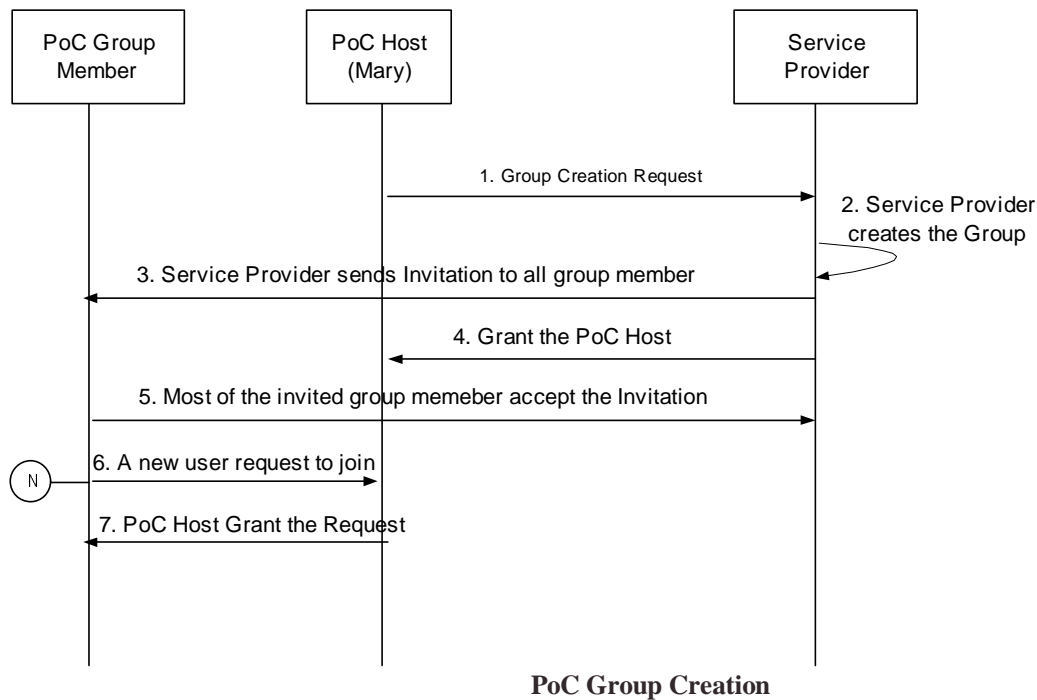 PoC Group
Member
PoC Host
(Mary)
Service
Provider
1. Group Creation Request
2. Service Provider
creates the Group
3. Service Provider sends Invitation to all group member
4. Grant the PoC Host
5. Most of the invited group memeber accept the Invitation
6. A new user request to join
N
7. PoC Host Grant the Request
PoC Group Creation